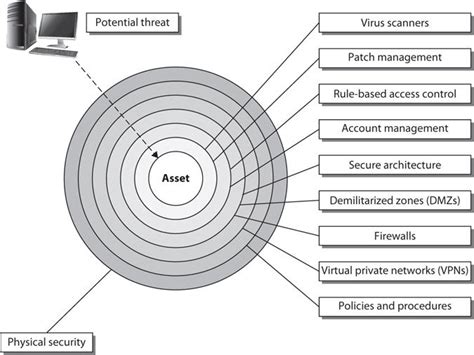 Potential threat
Virus scanners
Patch management
Rule-based access control
Account management
Asset
Secure architecture
Demilitarized zones (DMZs)
Firewalls
Virtual private networks (VPNs)
Policies and procedures
Physical security